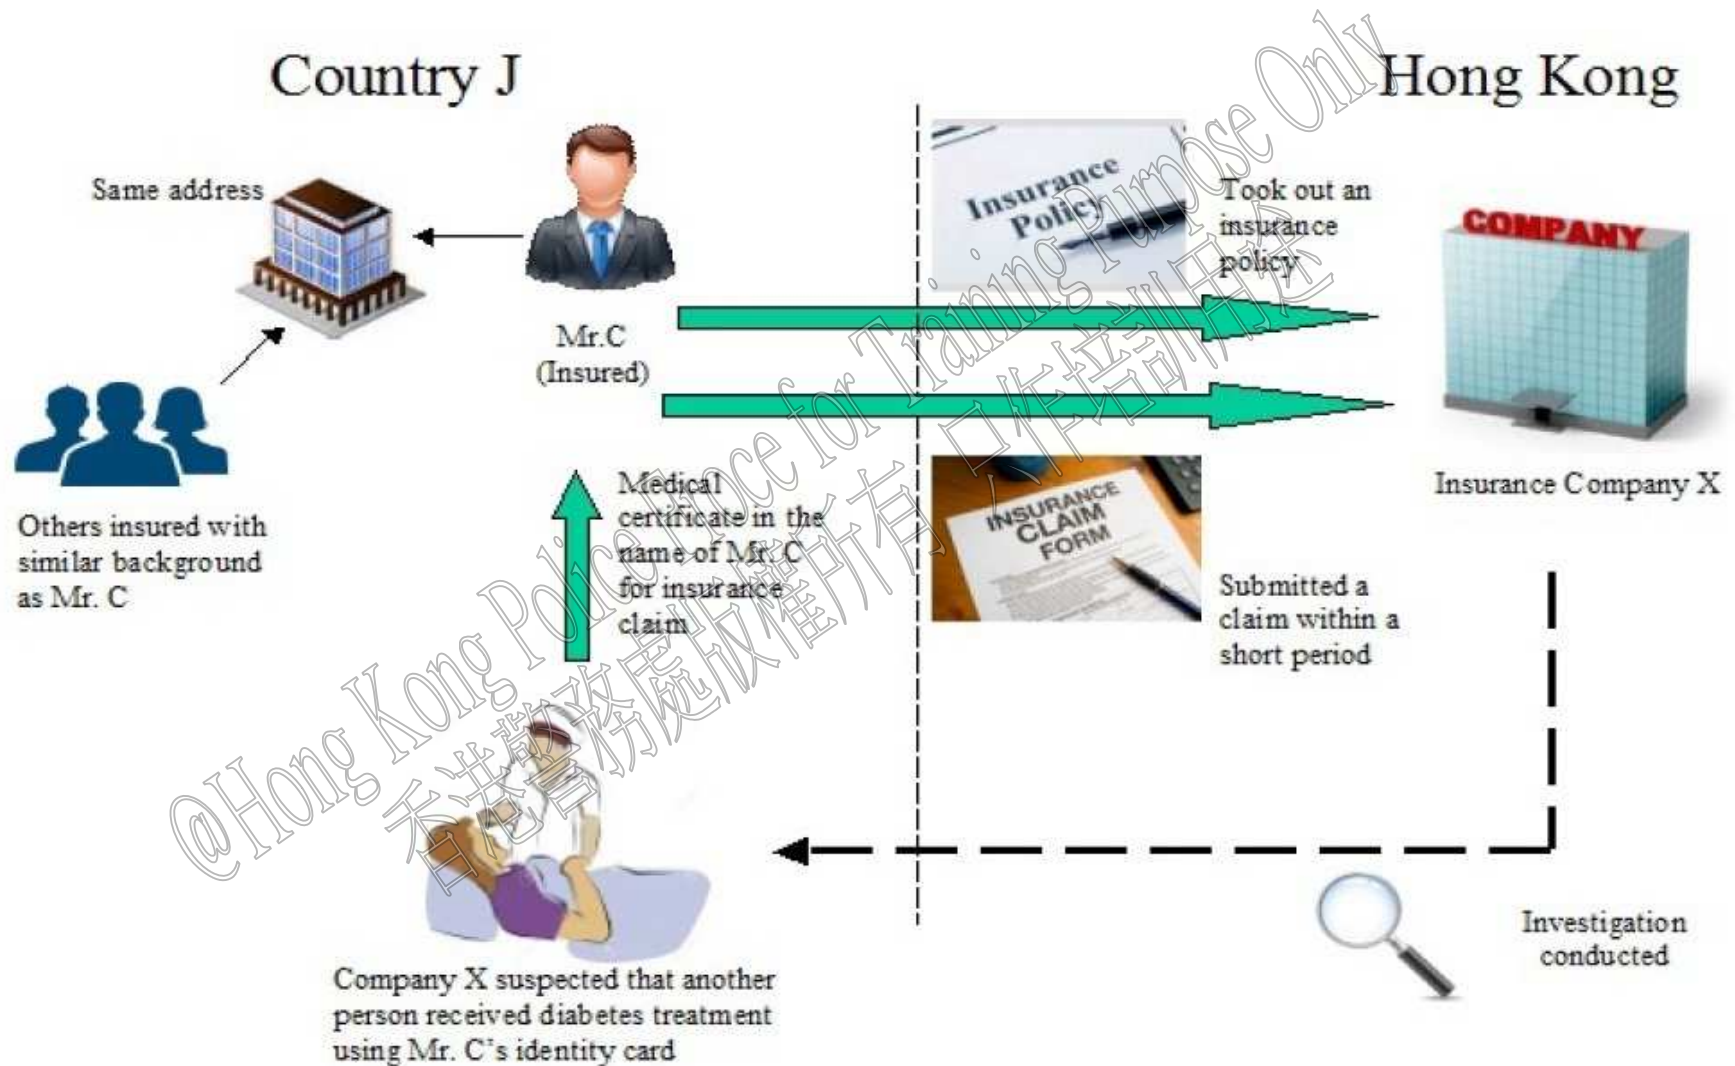 Country J
Hong Kong
Same address
Insurance
Policy
Took out an
insurance
policy
COMPANY
Mr.C
(Insured)
Others insured with
similar background
as Mr. C
Medical
certificate in the
name of Mr. C
for insurance
claim
INSURANCE
CLAIM
FORM
Insurance Company X
Submitted a
claim within a
short period
Investigation
conducted
Company X suspected that another
person received diabetes treatment
using Mr. C's identity card
@Hong Kong Police Froce for Training Purpose Only
香港警務處版權所有 只作培訓用途